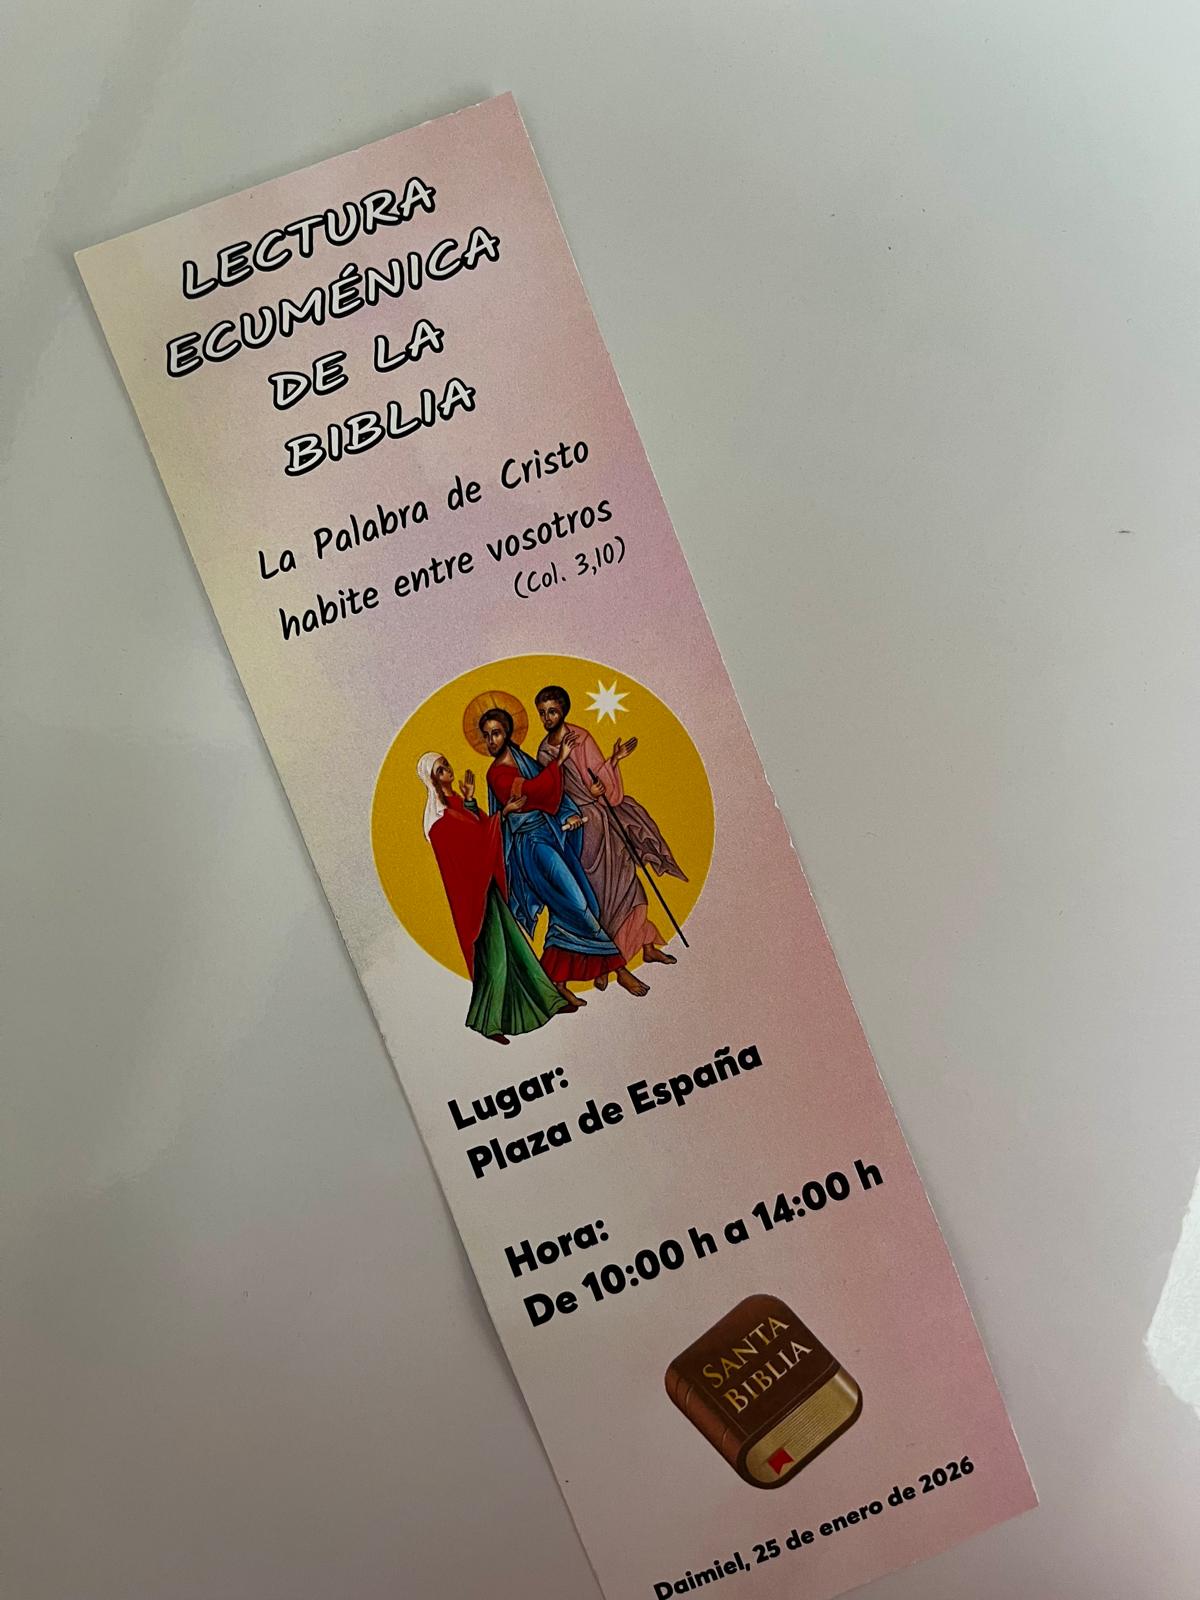 LECTURA
ECUMÉNICA
DE LA
BIBLIA
La Palabra de Cristo
habite entre vosotros
(Col. 3,10)
Lugar:
Plaza de España
Hora:
De 10:00 h a 14:00 h
SANTA
BIBLIA
Daimiel, 25 de enero de 2026